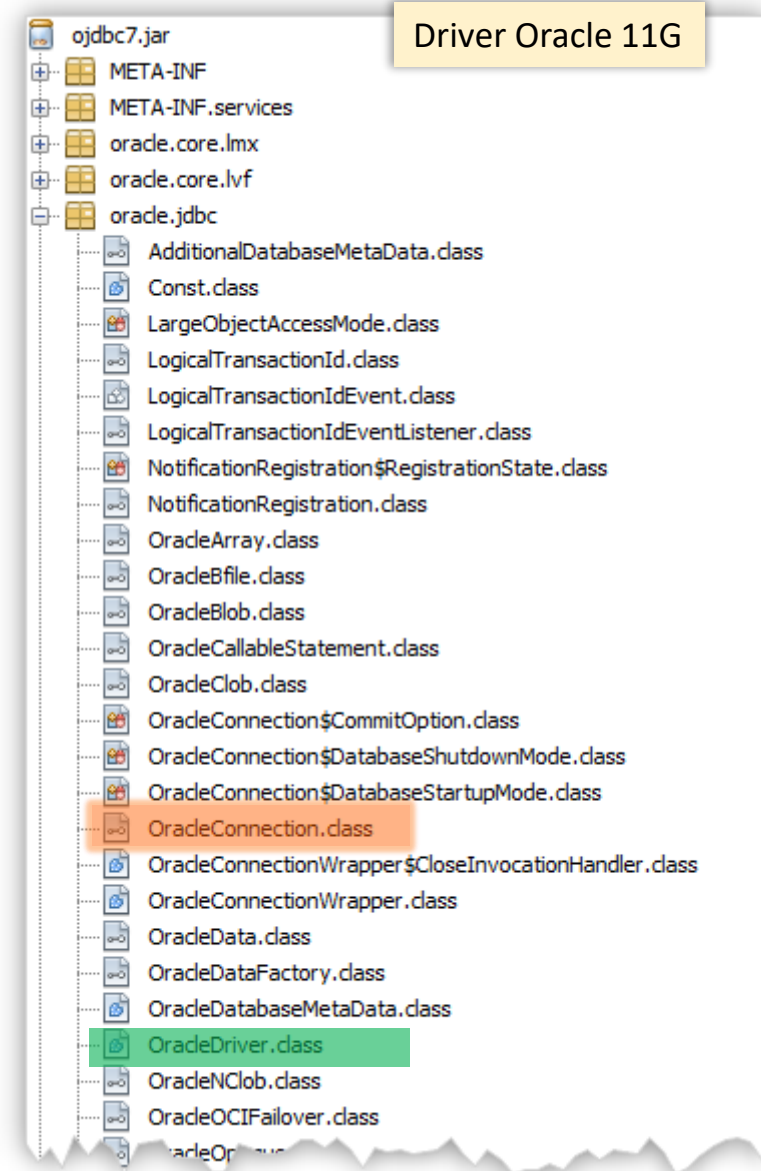 ojdbc7.jar
Driver Oracle 11G
META-INF
META-INF.services
oracle.core.lmx
oracle.core.lvf
oracle.jdbc
AdditionalDatabaseMetaData.class
Const.class
LargeObjectAccessMode.class
LogicalTransactionId.class
LogicalTransactionIdEvent.class
LogicalTransactionIdEventListener.class
NotificationRegistration$RegistrationState.class
NotificationRegistration.class
OracleArray.class
OracleBfile.class
OracleBlob.class
OracleCallableStatement.class
OracleClob.class
OracleConnection$CommitOption.class
OracleConnection$DatabaseShutdownMode.class
OracleConnection$DatabaseStartupMode.class
OracleConnection.class
OracleConnectionWrapper$CloseInvocationHandler.class
OracleConnectionWrapper.class
OracleData.class
OracleDataFactory.class
OracleDatabaseMetaData.class
OracleDriver.class
OracleNClob.class
OracleOCIFailover.class